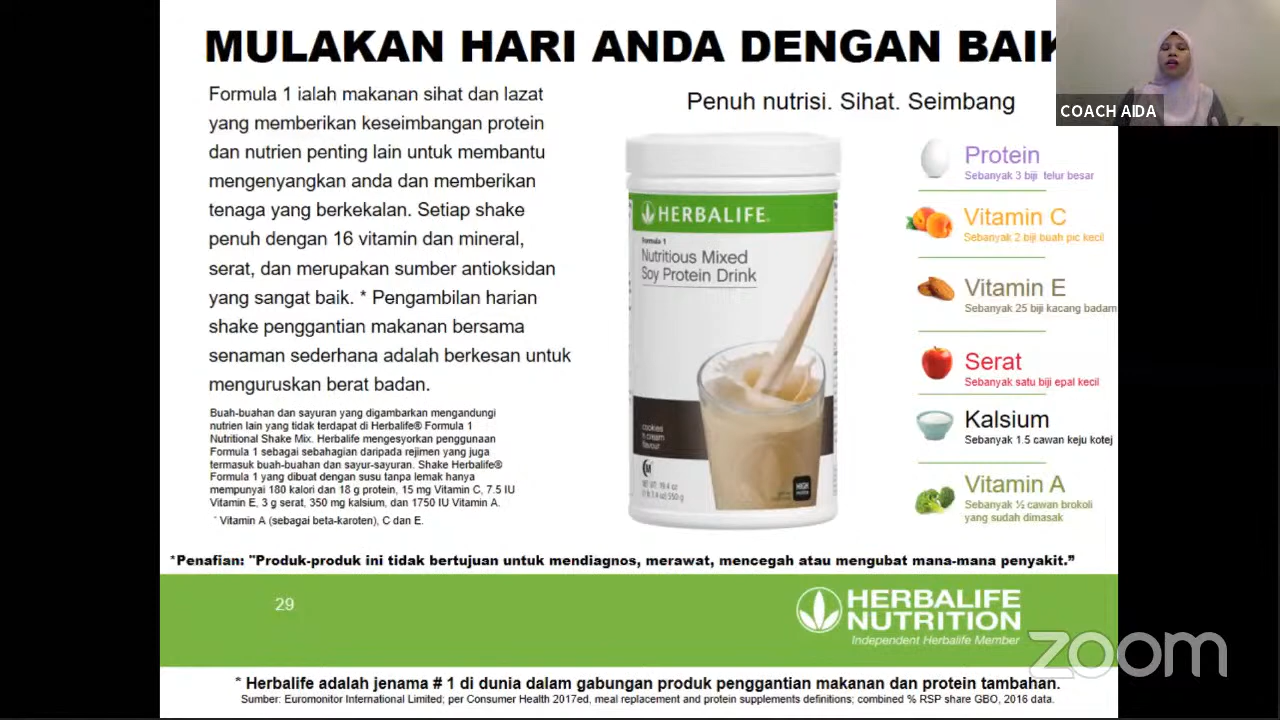 MULAKAN HARI ANDA DENGAN BAIK
COACH AIDA
Formula 1 ialah makanan sihat dan lazat
yang memberikan keseimbangan protein
dan nutrien penting lain untuk membantu
mengenyangkan anda dan memberikan
tenaga yang berkekalan. Setiap shake
penuh dengan 16 vitamin dan mineral,
serat, dan merupakan sumber antioksidan
yang sangat baik. * Pengambilan harian
shake penggantian makanan bersama
senaman sederhana adalah berkesan untuk
menguruskan berat badan.
Buah-buahan dan sayuran yang digambarkan mengandungi
nutrien lain yang tidak terdapat di Herbalife® Formula 1
Nutritional Shake Mix. Herbalife mengesyorkan penggunaan
Formula 1 sebagai sebahagian daripada rejimen yang juga
termasuk buah-buahan dan sayur-sayuran. Shake Herbalife®
Formula 1 yang dibuat dengan susu tanpa lemak hanya
mempunyai 180 kalori dan 18 g protein, 15 mg Vitamin C, 7.5 IU
Vitamin E, 3 g serat, 350 mg kalsium, dan 1750 IU Vitamin A.
* Vitamin A (sebagai beta-karoten), C dan E.
Penuh nutrisi. Sihat. Seimbang
HERBALIFE
Formula 1
Nutritious Mixed
Soy Protein Drink
cookies
n cream
flavour
HIGH
Protein
Sebanyak 3 biji telur besar
Vitamin C
Sebanyak 2 biji buah pic kecil
Vitamin E
Sebanyak 25 biji kacang badam
Serat
Sebanyak satu biji epal kecil
Kalsium
Sebanyak 1.5 cawan keju kotej
Vitamin A
Sebanyak ½ cawan brokoli
yang sudah dimasak
*Penafian: "Produk-produk ini tidak bertujuan untuk mendiagnos, merawat, mencegah atau mengubat mana-mana penyakit.”
29
HERBALIFE
NUTRITION
Independent Herbalife Member
zoom
* Herbalife adalah jenama # 1 di dunia dalam gabungan produk penggantian makanan dan protein tambahan.
Sumber: Euromonitor International Limited; per Consumer Health 2017ed, meal replacement and protein supplements definitions; combined % RSP share GBO, 2016 data.